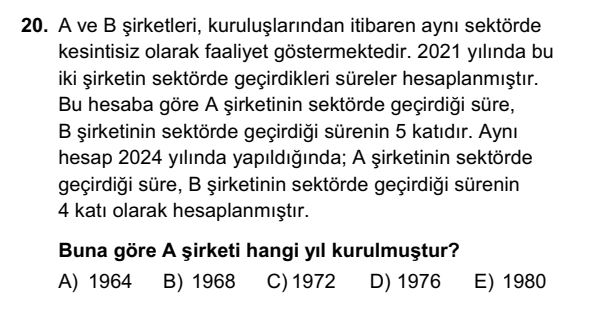 20. A ve B şirketleri, kuruluşlarından itibaren aynı sektörde
kesintisiz olarak faaliyet göstermektedir. 2021 yılında bu
iki şirketin sektörde geçirdikleri süreler hesaplanmıştır.
Bu hesaba göre A şirketinin sektörde geçirdiği süre,
B şirketinin sektörde geçirdiği sürenin 5 katıdır. Aynı
hesap 2024 yılında yapıldığında; A şirketinin sektörde
geçirdiği süre, B şirketinin sektörde geçirdiği sürenin
4 katı olarak hesaplanmıştır.
Buna göre A şirketi hangi yıl kurulmuştur?
A) 1964 B) 1968 C) 1972 D) 1976 E) 1980